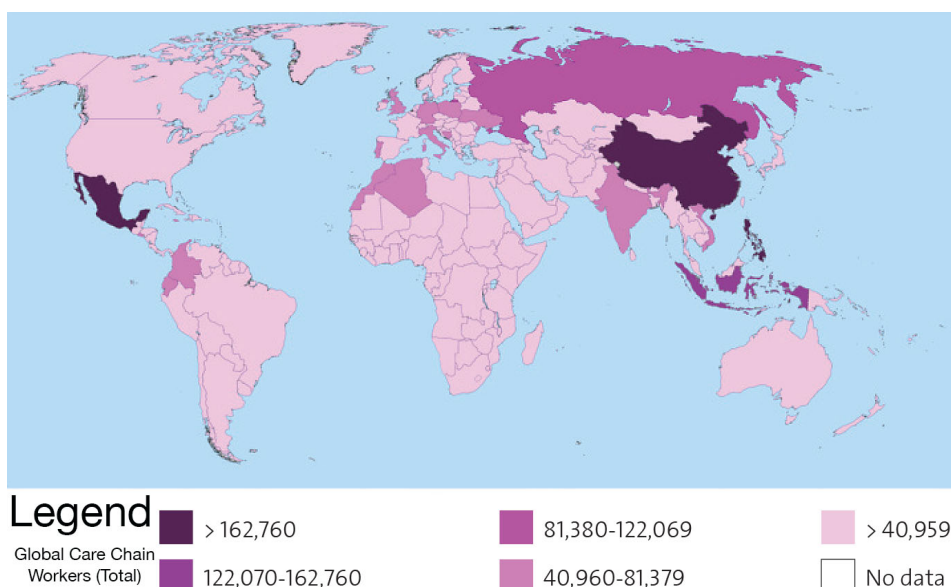 Legend
Global Care Chain
Workers (Total)
> 162,760
122,070-162,760
81,380-122,069
40,960-81,379
> 40,959
No data